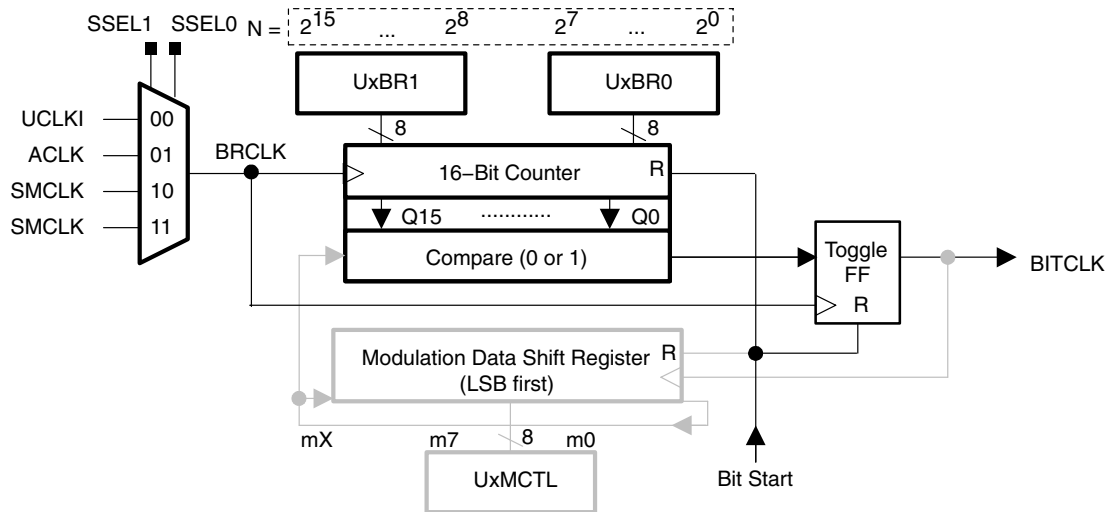 SSEL1 SSEL0 N = 2^15 ... 2^8 2^7 ... 2^0
UxBR1 UxBR0
UCLKI 00
8 8
ACLK 01
BRCLK
16−Bit Counter R
SMCLK 10
SMCLK 11
Q15 ············ Q0
Compare (0 or 1)
Toggle
FF
R
BITCLK
Modulation Data Shift Register R
(LSB first)
mX m7 8 m0
UxMCTL
Bit Start